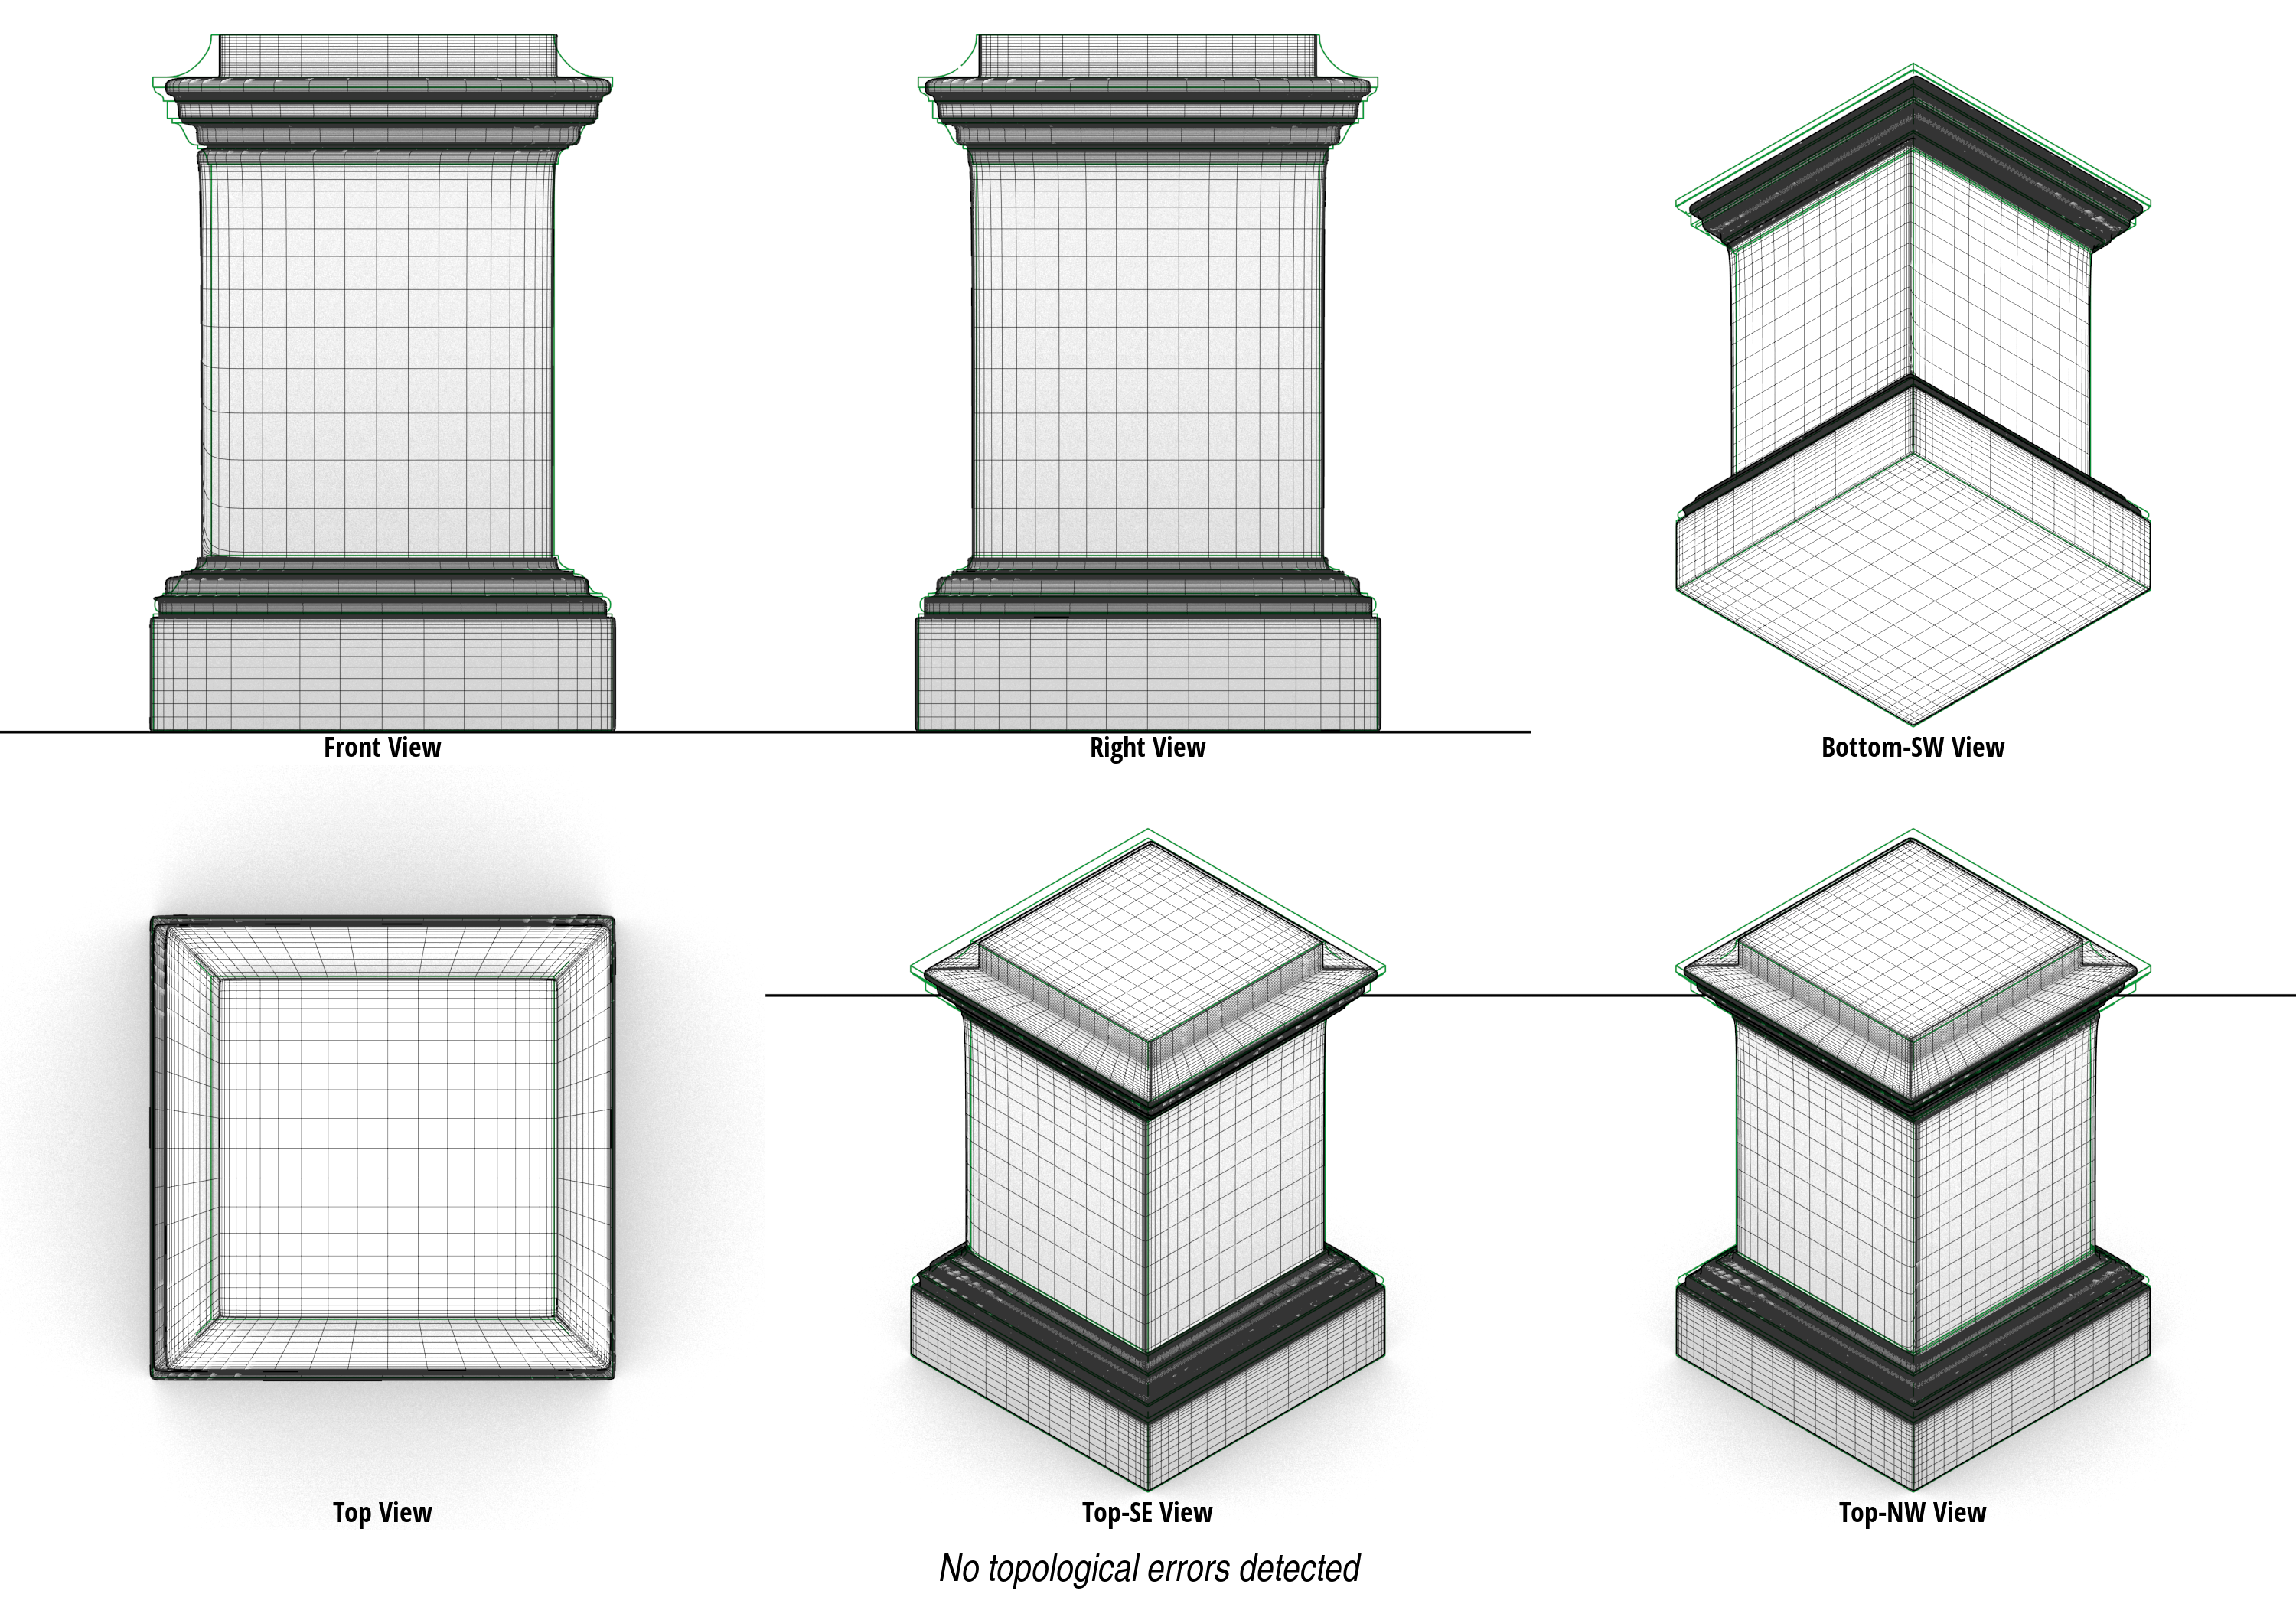 Front View
Right View
Bottom-SW View
Top View
Top-SE View
Top-NW View
No topological errors detected